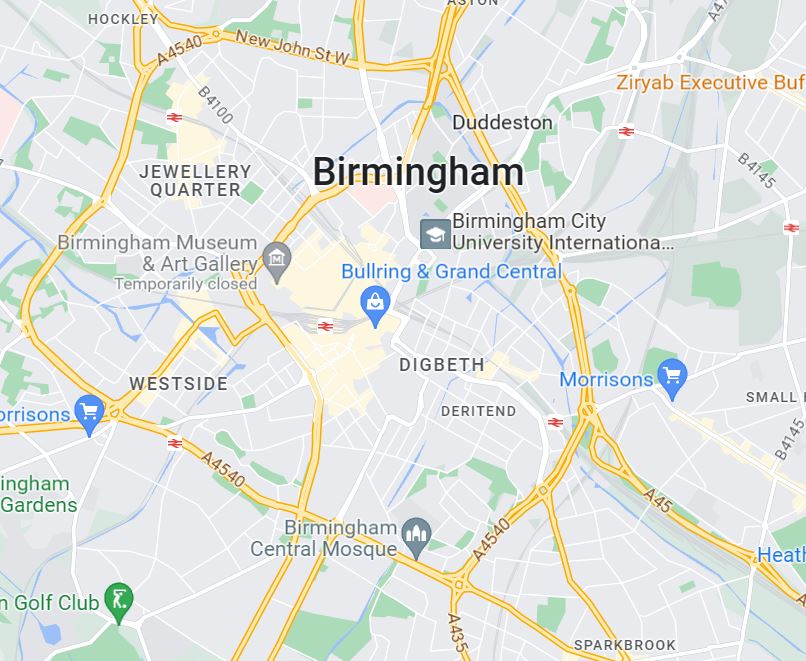 ASTON
HOCKLEY
A4540
New John St W
A47
Ziryab Executive Buf
B4100
Duddeston
JEWELLERY
QUARTER
Birmingham
B4145
Birmingham City
University Internationa...
Birmingham Museum
& Art Gallery
Temporarily closed
Bullring & Grand Central
DIGBETH
WESTSIDE
Morrisons
SMALL H
orrisons
DERITEND
B4145
A4540
ingham
Gardens
A45
Birmingham
Central Mosque
A4540
Heath
n Golf Club
A435
SPARKBROOK
A